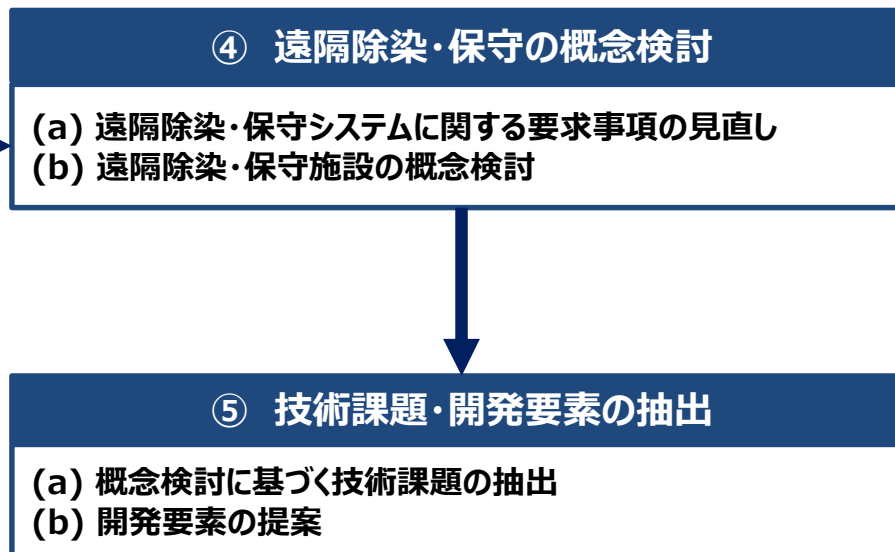 ④ 遠隔除染・保守の概念検討
(a) 遠隔除染・保守システムに関する要求事項の見直し
(b) 遠隔除染・保守施設の概念検討
⑤ 技術課題・開発要素の抽出
(a) 概念検討に基づく技術課題の抽出
(b) 開発要素の提案